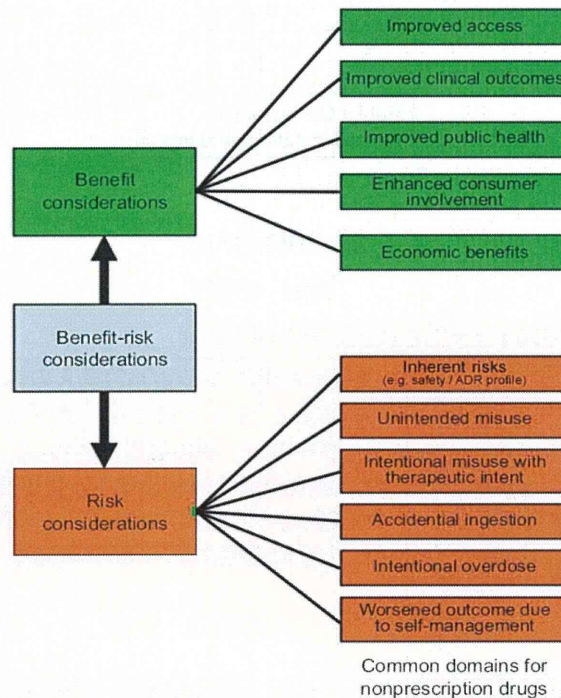 Improved access
Improved clinical outcomes
Improved public health
Enhanced consumer
involvement
Economic benefits
Benefit
considerations
Benefit-risk
considerations
Risk
considerations
Inherent risks
(e.g. safety / ADR profile)
Unintended misuse
Intentional misuse with
therapeutic intent
Accidential ingestion
Intentional overdose
Worsened outcome due
to self-management
Common domains for
nonprescription drugs